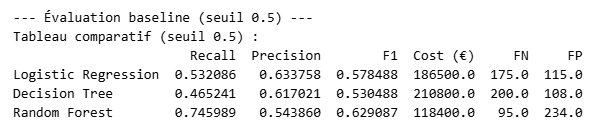 --- Évaluation baseline (seuil 0.5) ---
Tableau comparatif (seuil 0.5) :
Recall Precision F1 Cost (€) FN FP
Logistic Regression 0.532086 0.633758 0.578488 186500.0 175.0 115.0
Decision Tree 0.465241 0.617021 0.530488 210800.0 200.0 108.0
Random Forest 0.745989 0.543860 0.629087 118400.0 95.0 234.0